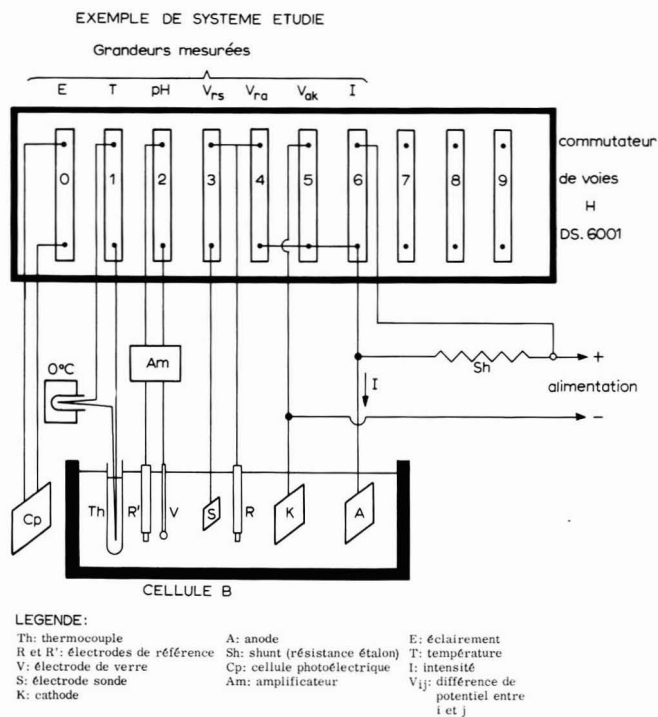 EXEMPLE DE SYSTEME ETUDIE
Grandeurs mesurées
E T pH Vrs Vra Vak I
0 1 2 3 4 5 6 7 8 9
commutateur
de voies
H
DS.6001
0°C
Am
Sh
+
I
alimentation
−
Cp Th R' V S R K A
CELLULE B
LEGENDE:
Th: thermocouple
R et R': électrodes de référence
V: électrode de verre
S: électrode sonde
K: cathode
A: anode
Sh: shunt (résistance étalon)
Cp: cellule photoélectrique
Am: amplificateur
E: éclairement
T: température
I: intensité
Vij: différence de
potentiel entre
i et j